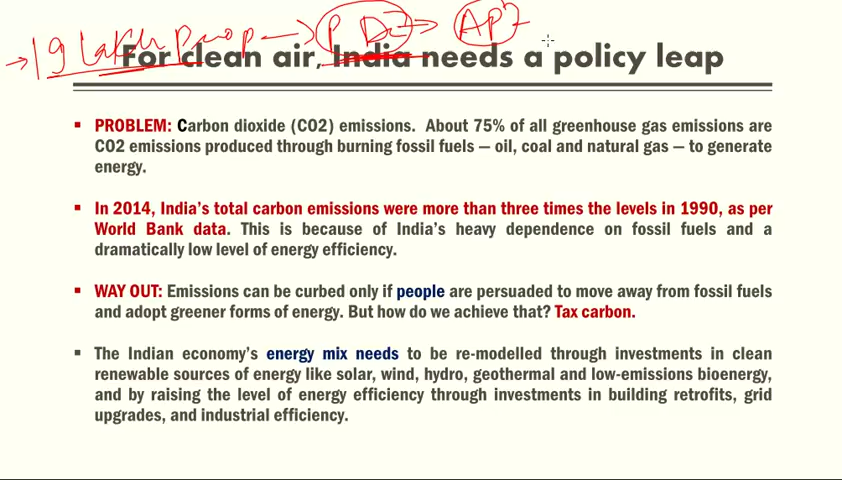 → 19 Lakh
For clean air, India needs a policy leap
▪ PROBLEM: Carbon dioxide (CO2) emissions. About 75% of all greenhouse gas emissions are
CO2 emissions produced through burning fossil fuels — oil, coal and natural gas — to generate
energy.
▪ In 2014, India’s total carbon emissions were more than three times the levels in 1990, as per
World Bank data. This is because of India’s heavy dependence on fossil fuels and a
dramatically low level of energy efficiency.
▪ WAY OUT: Emissions can be curbed only if people are persuaded to move away from fossil fuels
and adopt greener forms of energy. But how do we achieve that? Tax carbon.
▪ The Indian economy’s energy mix needs to be re-modelled through investments in clean
renewable sources of energy like solar, wind, hydro, geothermal and low-emissions bioenergy,
and by raising the level of energy efficiency through investments in building retrofits, grid
upgrades, and industrial efficiency.